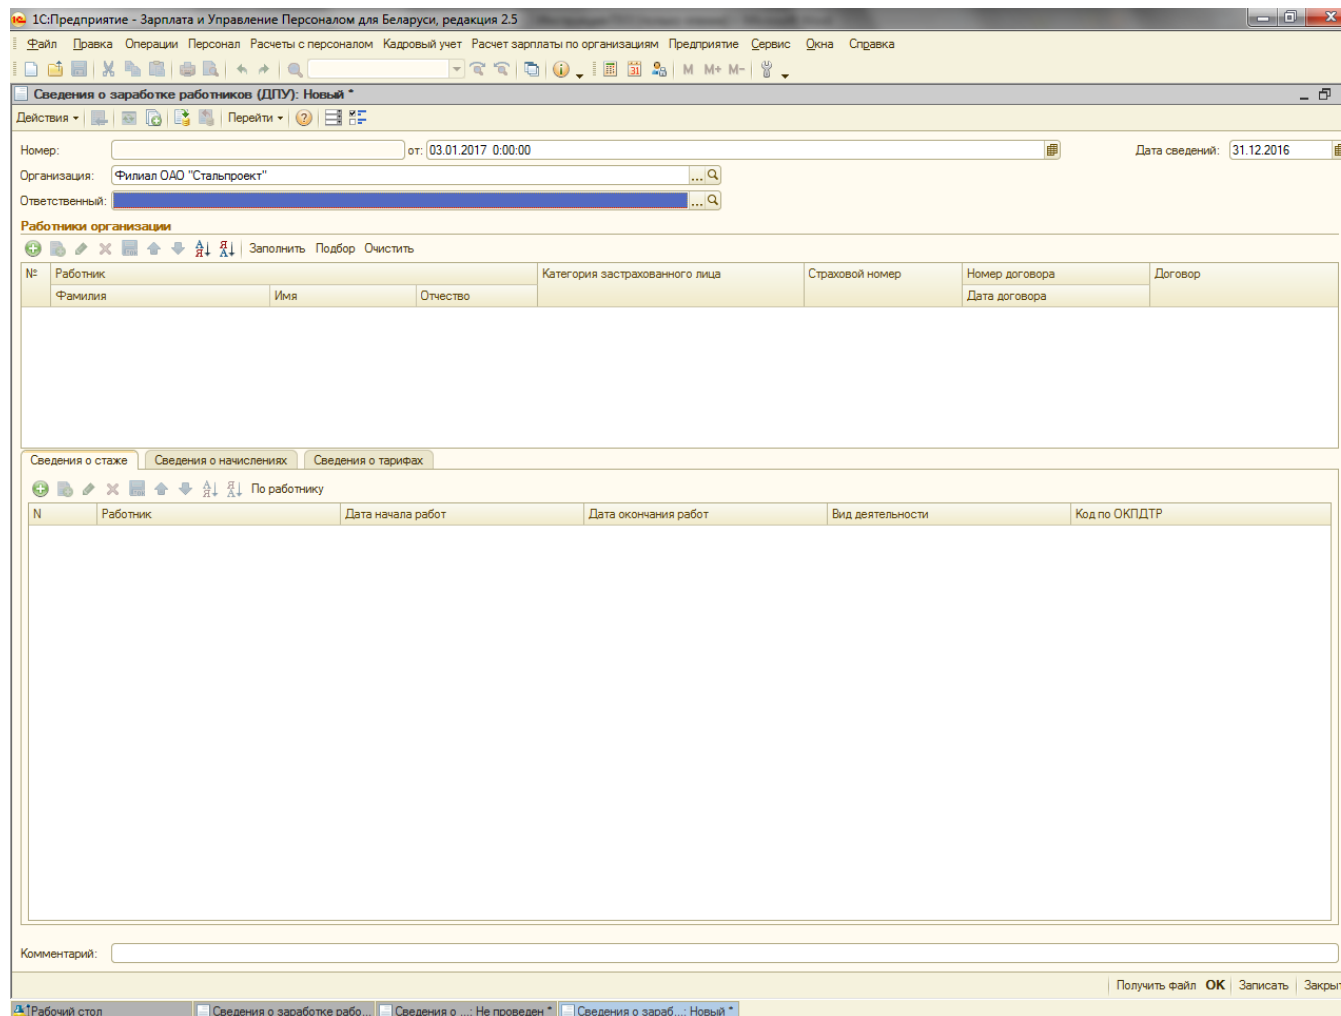 1С:Предприятие - Зарплата и Управление Персоналом для Беларуси, редакция 2.5
Файл Правка Операции Персонал Расчеты с персоналом Кадровый учет Расчет зарплаты по организациям Предприятие Сервис Окна Справка
M M+ M-
Сведения о заработке работников (ДПУ): Новый *
Действия Перейти
Номер: от: 03.01.2017 0:00:00 Дата сведений: 31.12.2016
Организация: Филиал ОАО "Стальпроект" ...
Ответственный: ...
Работники организации
Заполнить Подбор Очистить
№ Работник Категория застрахованного лица Страховой номер Номер договора Договор
Фамилия Имя Отчество Дата договора
Сведения о стаже Сведения о начислениях Сведения о тарифах
По работнику
N Работник Дата начала работ Дата окончания работ Вид деятельности Код по ОКПДТР
Комментарий:
Получить файл OK Записать Закрыт
Рабочий стол Сведения о заработке рабо... Сведения о ...: Не проведен * Сведения о зараб...: Новый *